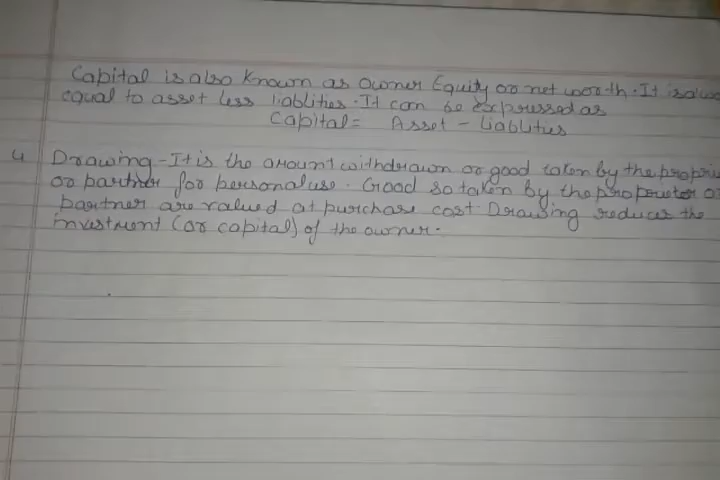 Capital is also known as owner Equity or net worth. It is
equal to asset less liablities. It can be expressed as
Capital = Asset - Liablities
4 Drawing - It is the amount withdrawn or good taken by the
or partner for personal use. Good so taken by the propreitor
partner are valued at purchase cost Drawing reduces the
investment (or capital) of the owner.